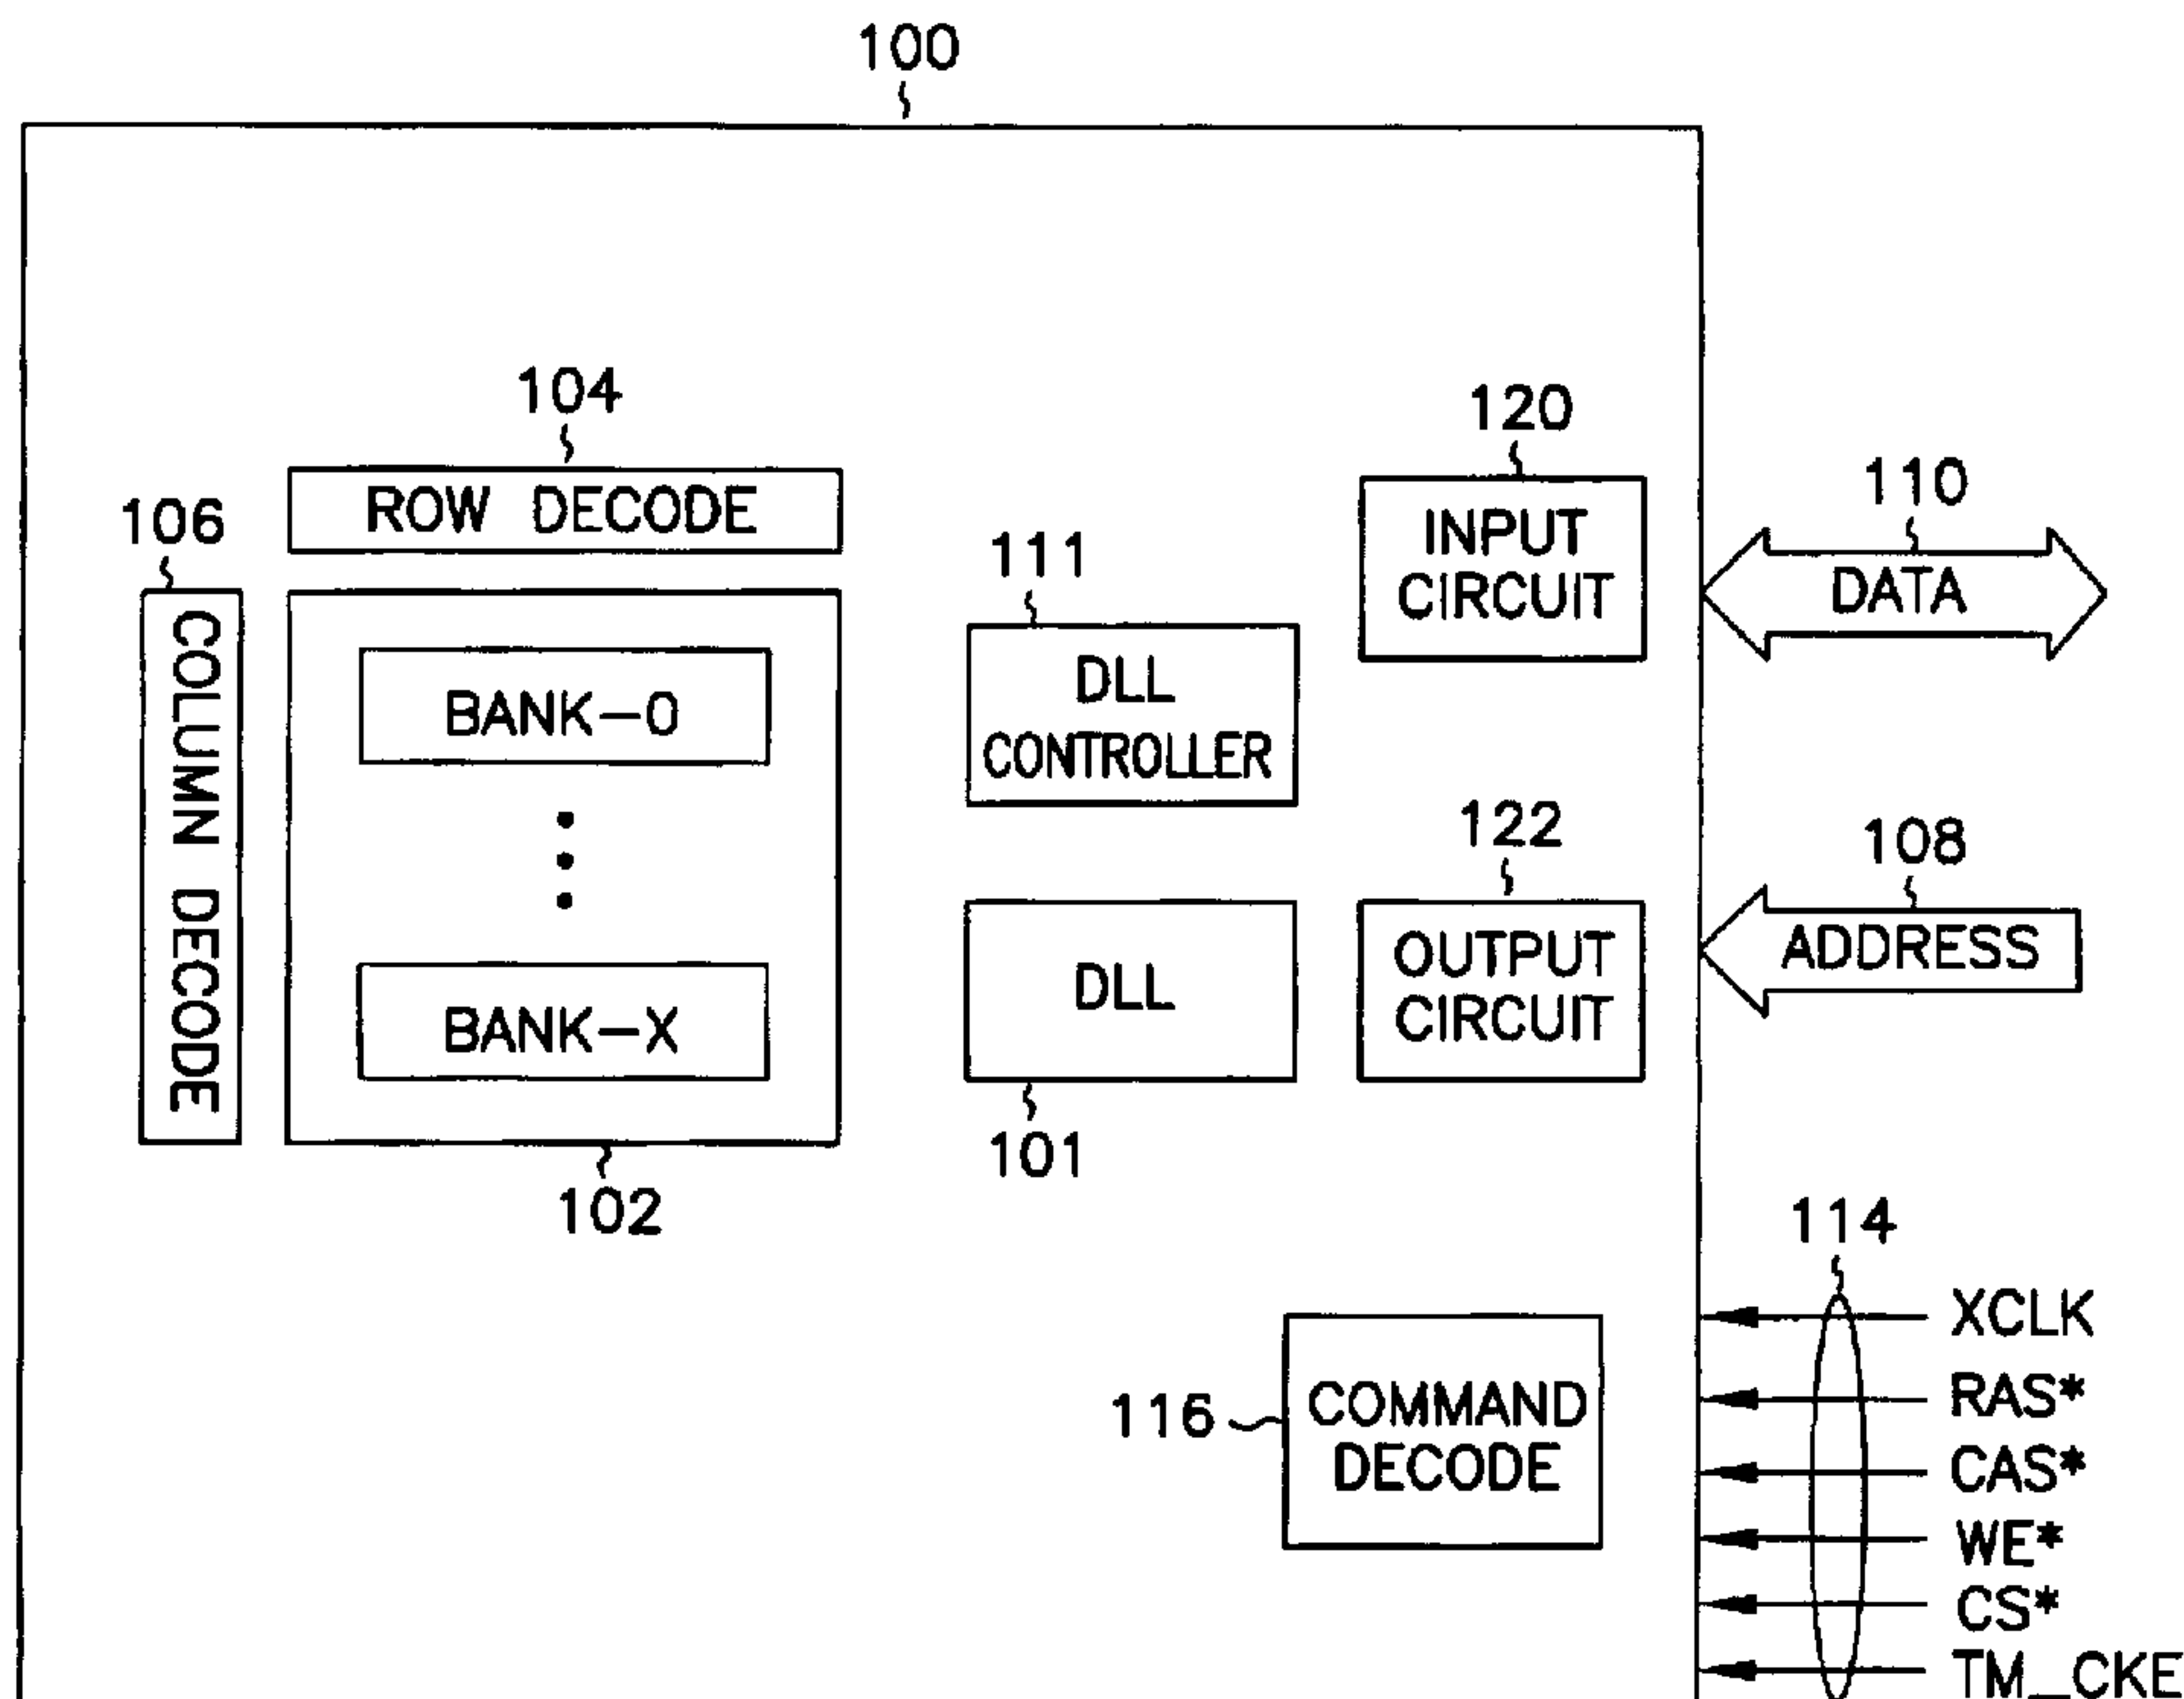 100
104
ROW DECODE
106
COLUMN DECODE
BANK-0
BANK-X
102
111
DLL
CONTROLLER
DLL
101
120
INPUT
CIRCUIT
122
OUTPUT
CIRCUIT
110
DATA
108
ADDRESS
116
COMMAND
DECODE
114
XCLK
RAS*
CAS*
WE*
CS*
TM_CKE